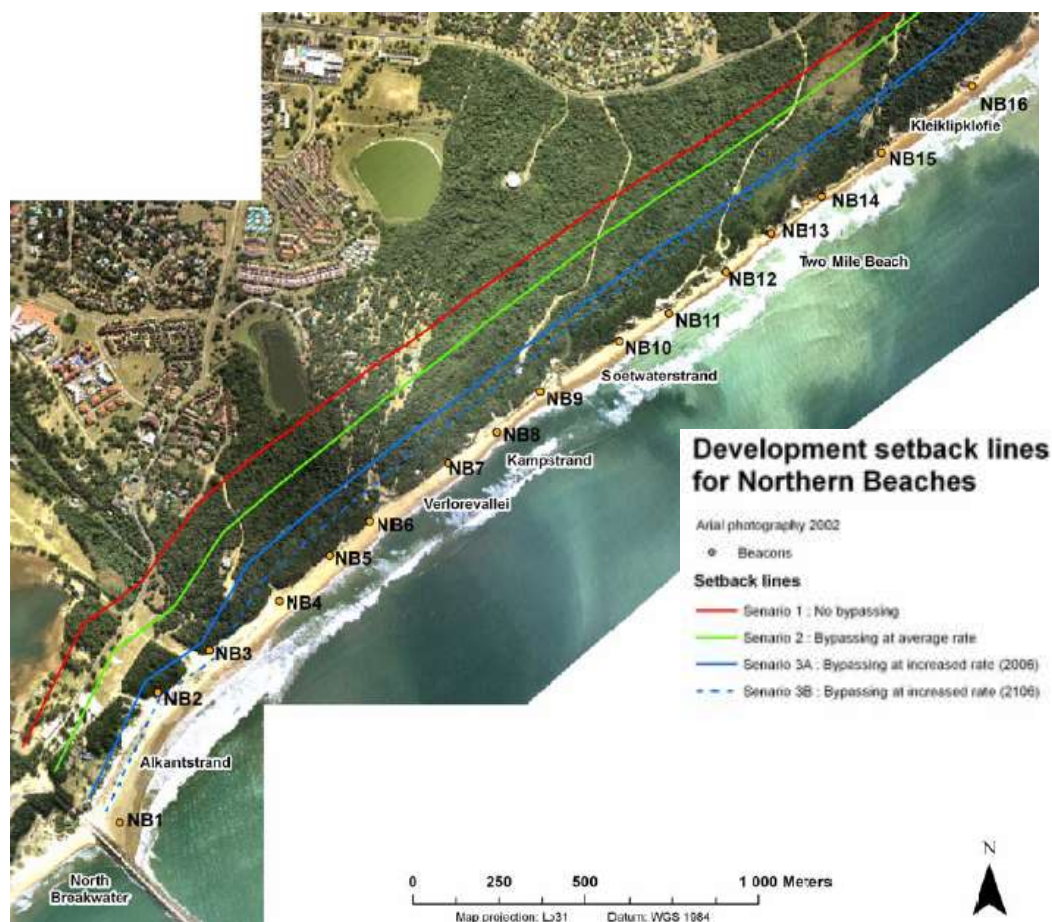 NB16
Kleiklipklofie
NB15
NB14
NB13
Two Mile Beach
NB12
NB11
NB10
Soetwaterstrand
NB9
NB8
Kampstrand
NB7
Verlorevallei
NB6
NB5
NB4
NB3
NB2
Alkantstrand
NB1
North
Breakwater
Development setback lines
for Northern Beaches
Arial photography 2002
Beacons
Setback lines
Senario 1 : No bypassing
Senario 2 : Bypassing at average rate
Senario 3A : Bypassing at increased rate (2006)
Senario 3B : Bypassing at increased rate (2106)
N
0 250 500 1 000 Meters
Map projection: Lo31 Datum: WGS 1984